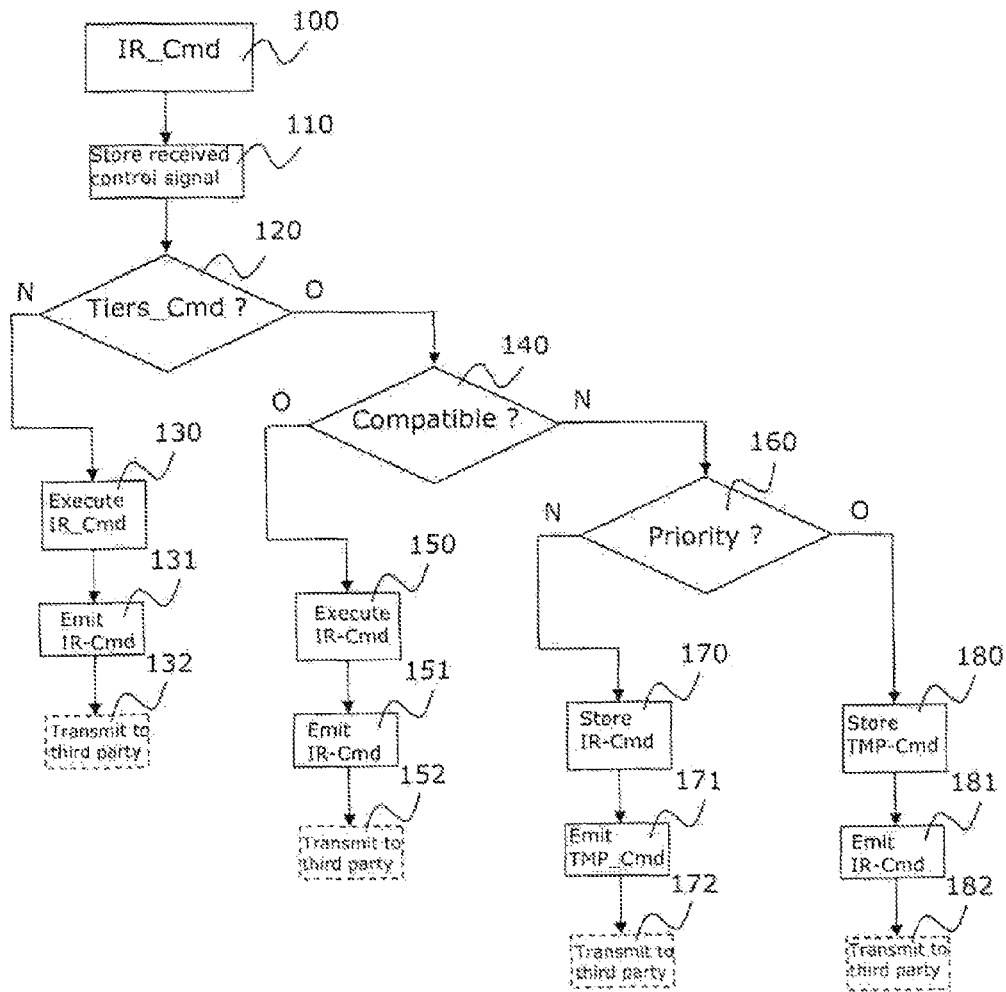 100
IR_Cmd
110
Store received
control signal
120
N
O
Tiers_Cmd ?
140
O
N
Compatible ?
130
160
Execute
IR_Cmd
N
O
Priority ?
150
131
Execute
IR-Cmd
Emit
IR-Cmd
132
151
170
180
Transmit to
third party
Emit
IR-Cmd
Store
IR-Cmd
Store
TMP-Cmd
152
171
181
Transmit to
third party
Emit
TMP_Cmd
Emit
IR-Cmd
172
182
Transmit to
third party
Transmit to
third party